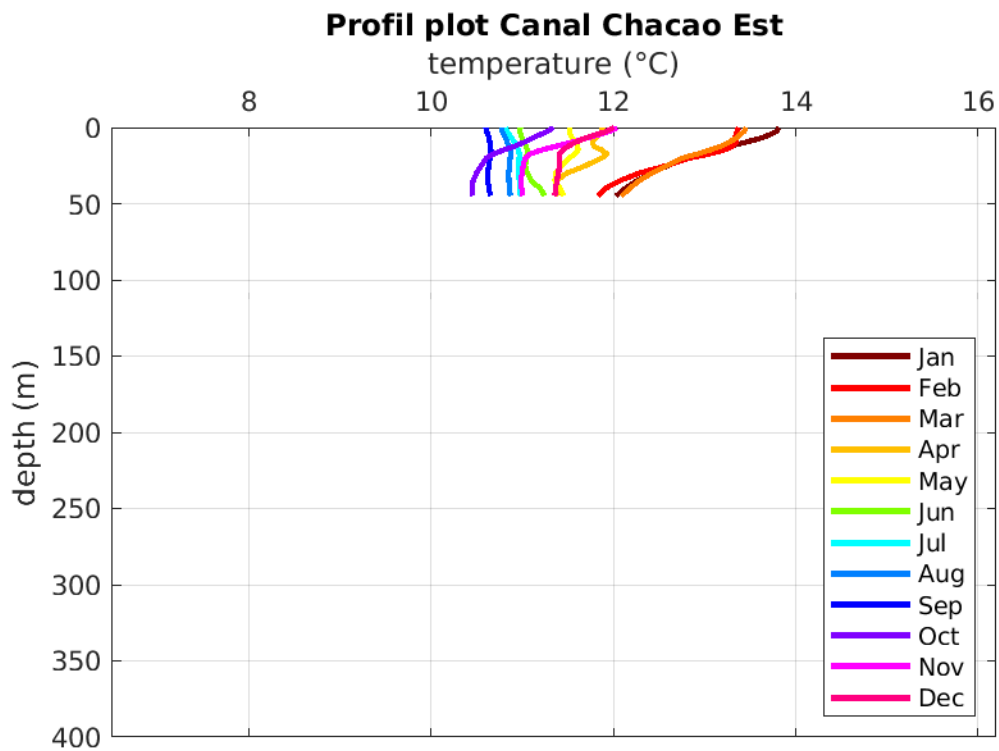 Profil plot Canal Chacao Est
temperature (°C)
8 10 12 14 16
0
50
100
150
200
250
300
350
400
depth (m)
Jan
Feb
Mar
Apr
May
Jun
Jul
Aug
Sep
Oct
Nov
Dec